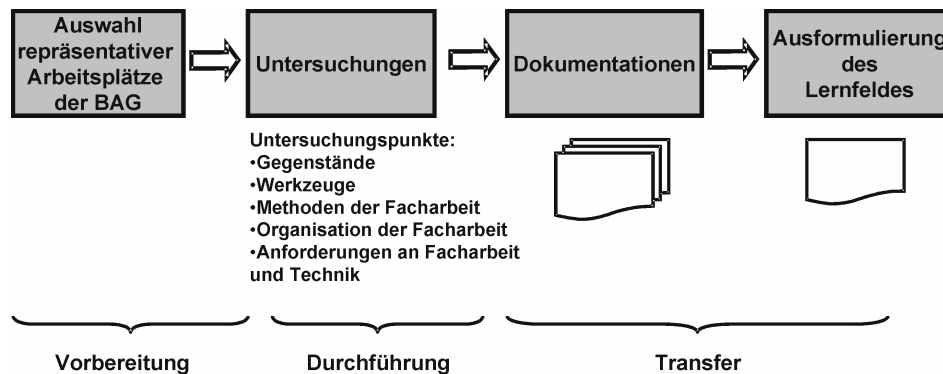 Auswahl
repräsentativer
Arbeitsplätze
der BAG
Untersuchungen
Dokumentationen
Ausformulierung
des
Lernfeldes
Untersuchungspunkte:
•Gegenstände
•Werkzeuge
•Methoden der Facharbeit
•Organisation der Facharbeit
•Anforderungen an Facharbeit
und Technik
Vorbereitung
Durchführung
Transfer